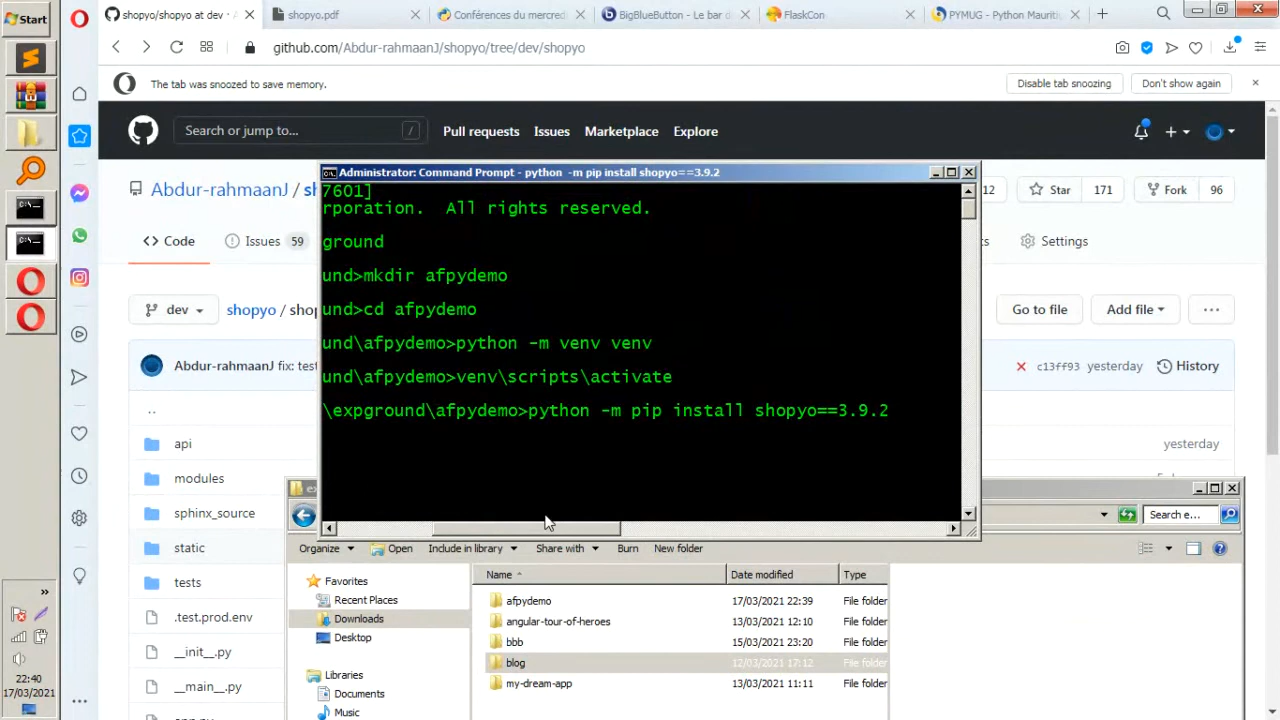 Start
shopyo/shopyo at dev
shopyo.pdf
Conférences du mercred
BigBlueButton - Le bar d
FlaskCon
PYMUG - Python Mauriti
github.com/Abdur-rahmaanJ/shopyo/tree/dev/shopyo
The tab was snoozed to save memory.
Disable tab snoozing
Don't show again
Search or jump to...
/
Pull requests
Issues
Marketplace
Explore
Abdur-rahmaanJ / sh
12
Star
171
Fork
96
Code
Issues
59
ts
Settings
dev
shopyo / shop
Go to file
Add file
...
Abdur-rahmaanJ fix: test
c13ff93 yesterday
History
..
api
yesterday
modules
sphinx_source
static
tests
.test.prod.env
__init__.py
__main__.py
Administrator: Command Prompt - python -m pip install shopyo==3.9.2
7601]
rporation. All rights reserved.
ground
und>mkdir afpydemo
und>cd afpydemo
und\afpydemo>python -m venv venv
und\afpydemo>venv\scripts\activate
\expground\afpydemo>python -m pip install shopyo==3.9.2
Search e...
Organize
Open
Include in library
Share with
Burn
New folder
Favorites
Recent Places
Downloads
Desktop
Libraries
Documents
Music
Name
Date modified
Type
afpydemo
17/03/2021 22:39
File folder
angular-tour-of-heroes
13/03/2021 12:10
File folder
bbb
15/03/2021 23:20
File folder
blog
12/03/2021 17:12
File folder
my-dream-app
13/03/2021 11:11
File folder
22:40
17/03/2021